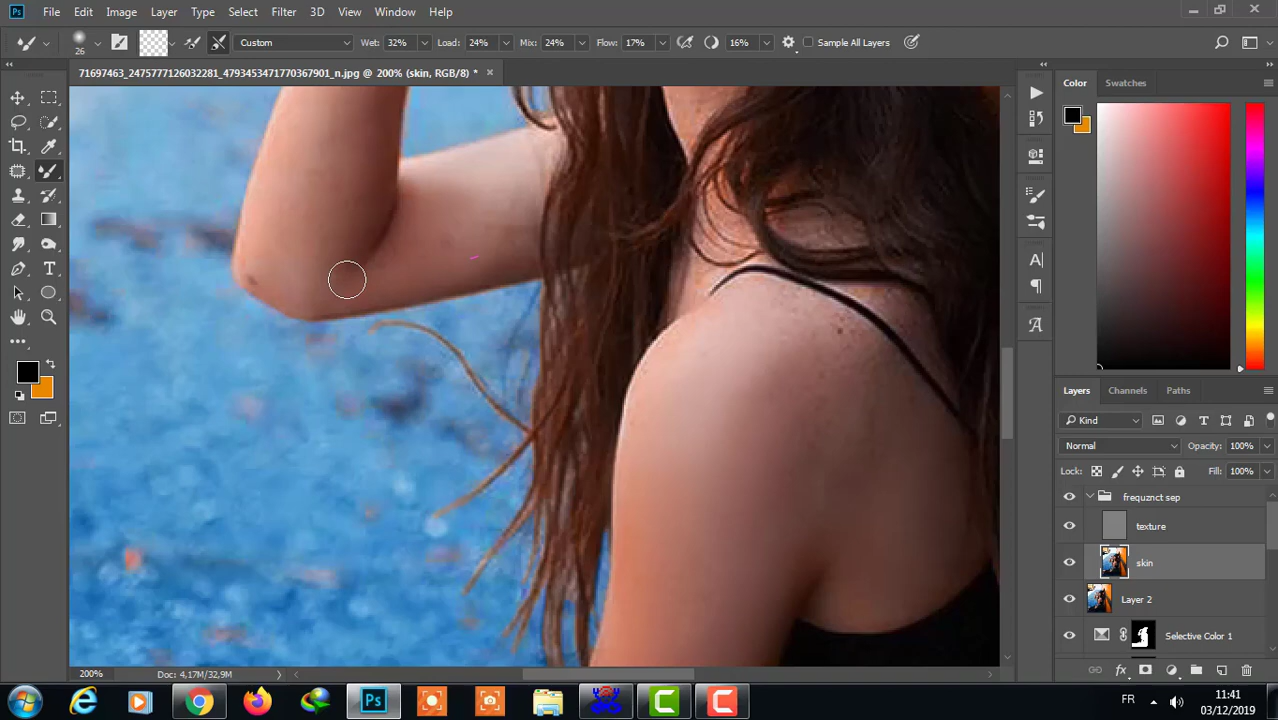 Ps File Edit Image Layer Type Select Filter 3D View Window Help
26 Custom Wet: 32% Load: 24% Mix: 24% Flow: 17% 16% Sample All Layers
71697463_2475777126032281_4793453471770367901_n.jpg @ 200% (skin, RGB/8) *
Color Swatches
Layers Channels Paths
Kind
Normal Opacity: 100%
Lock: Fill: 100%
frequznct sep
texture
skin
Layer 2
Selective Color 1
200% Doc: 4,17M/32,9M
Ps FR 11:41
03/12/2019